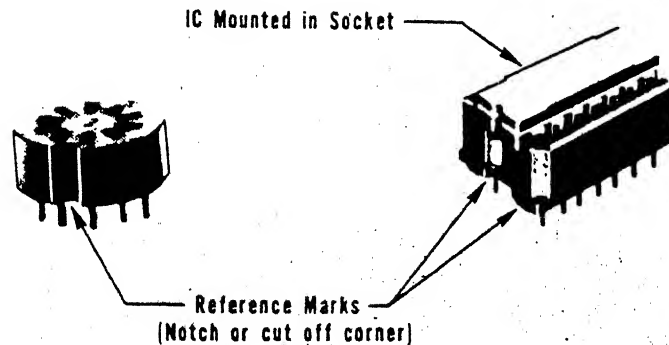 IC Mounted in Socket
Reference Marks
(Notch or cut off corner)